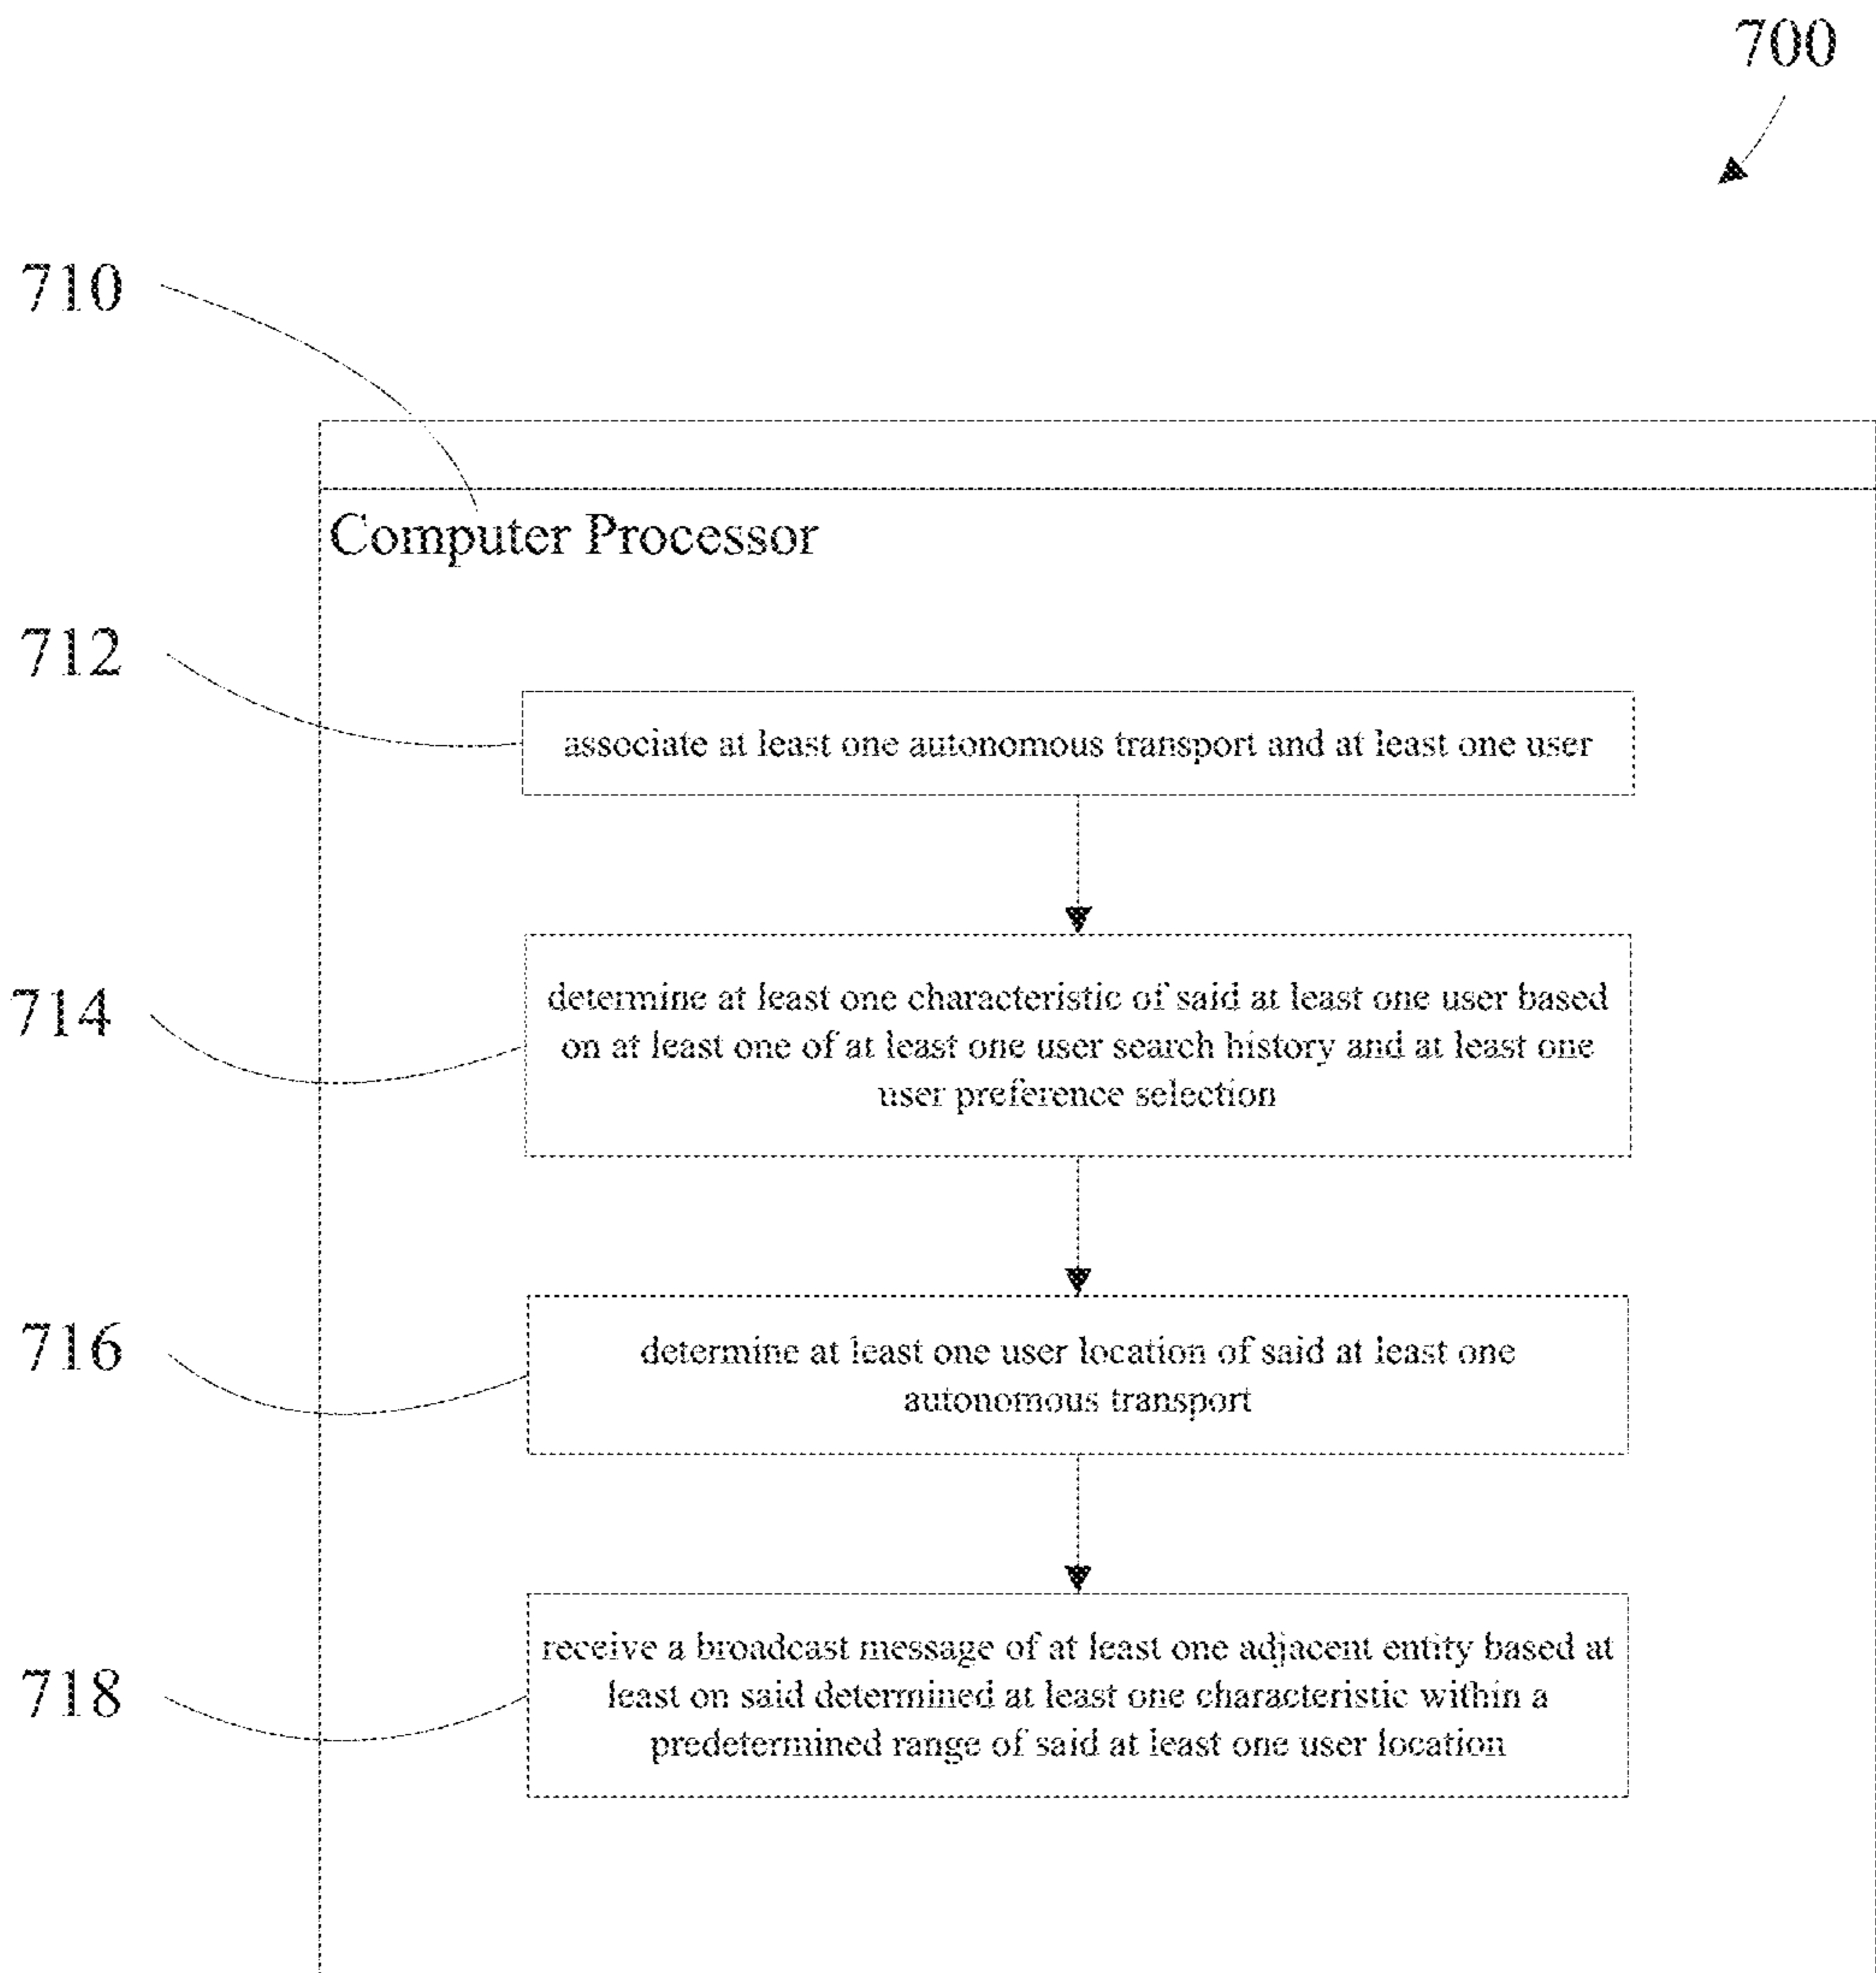 700
710
Computer Processor
712
associate at least one autonomous transport and at least one user
714
determine at least one characteristic of said at least one user based
on at least one of at least one user search history and at least one
user preference selection
716
determine at least one user location of said at least one
autonomous transport
718
receive a broadcast message of at least one adjacent entity based at
least on said determined at least one characteristic within a
predetermined range of said at least one user location